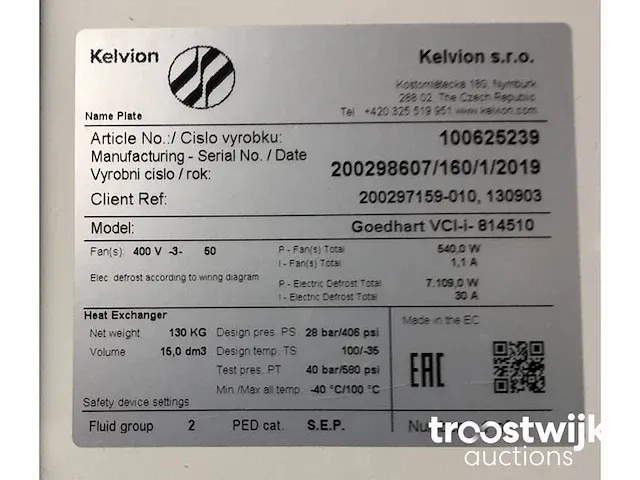 Kelvion
Kelvion s.r.o.
Kostomlátecká 180, Nymburk
288 02, The Czech Republic
Tel +420 325 519 951 www.kelvion.com
Name Plate
Article No.:/ Cislo vyrobku: 100625239
Manufacturing - Serial No. / Date
Vyrobni cislo / rok: 200298607/160/1/2019
Client Ref: 200297159-010, 130903
Model: Goedhart VCI-i- 814510
Fan(s): 400 V -3- 50 P - Fan(s) Total 540,0 W
I - Fan(s) Total 1,1 A
Elec. defrost according to wiring diagram P - Electric Defrost Total 7.109,0 W
I - Electric Defrost Total 30 A
Heat Exchanger
Made in the EC
Net weight 130 KG Design pres. PS 28 bar/406 psi
Volume 15,0 dm3 Design temp. TS 100/-35
Test pres. PT 40 bar/580 psi
Min./Max all. temp. -40 °C/100 °C
EAC
Safety device settings
Fluid group 2 PED cat. S.E.P.
troostwijk
auctions